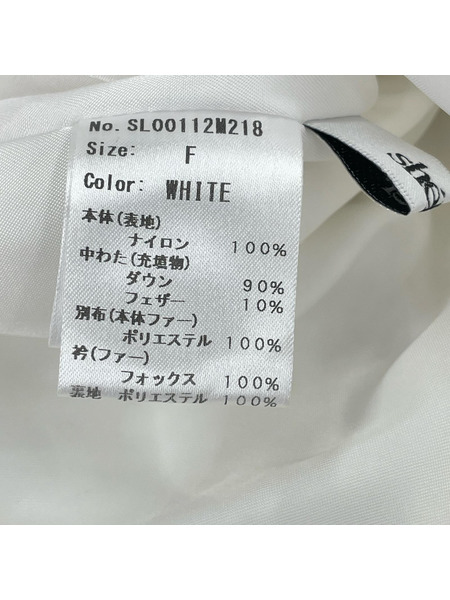 No. SL00112M218
Size: F
Color: WHITE
本体(表地)
ナイロン 100%
中わた(充填物)
ダウン 90%
フェザー 10%
別布(本体ファー)
ポリエステル 100%
衿(ファー)
フォックス 100%
裏地 ポリエステル 100%